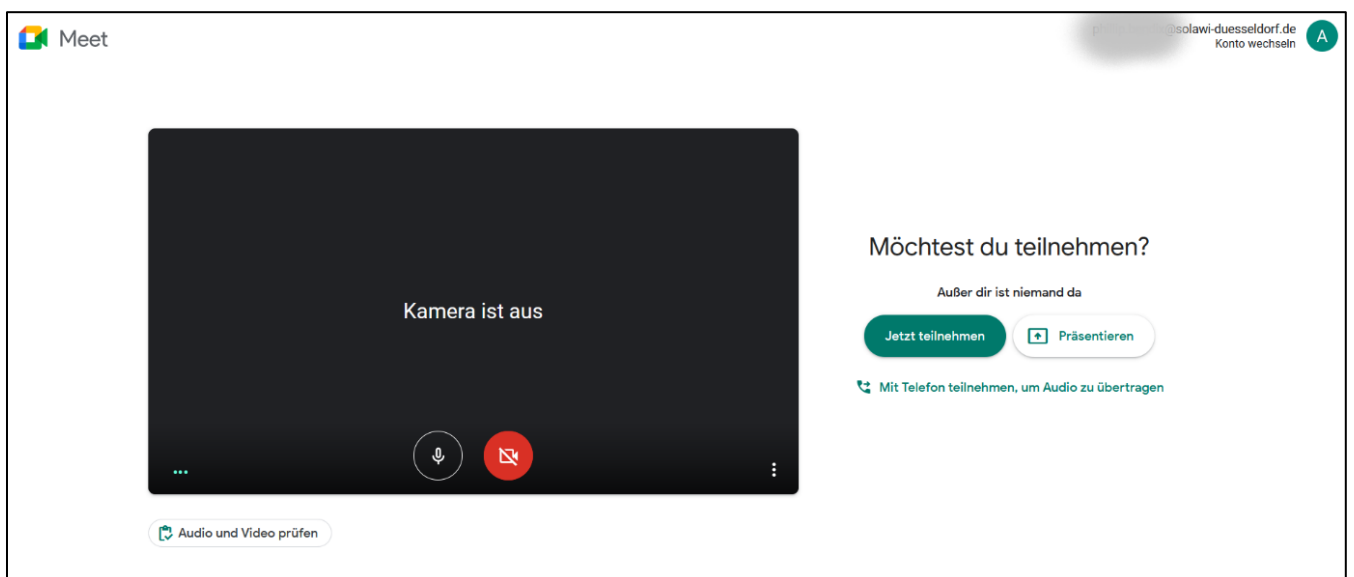 Meet
@solawi-duesseldorf.de
Konto wechseln
A
Kamera ist aus
Möchtest du teilnehmen?
Außer dir ist niemand da
Jetzt teilnehmen
Präsentieren
Mit Telefon teilnehmen, um Audio zu übertragen
Audio und Video prüfen